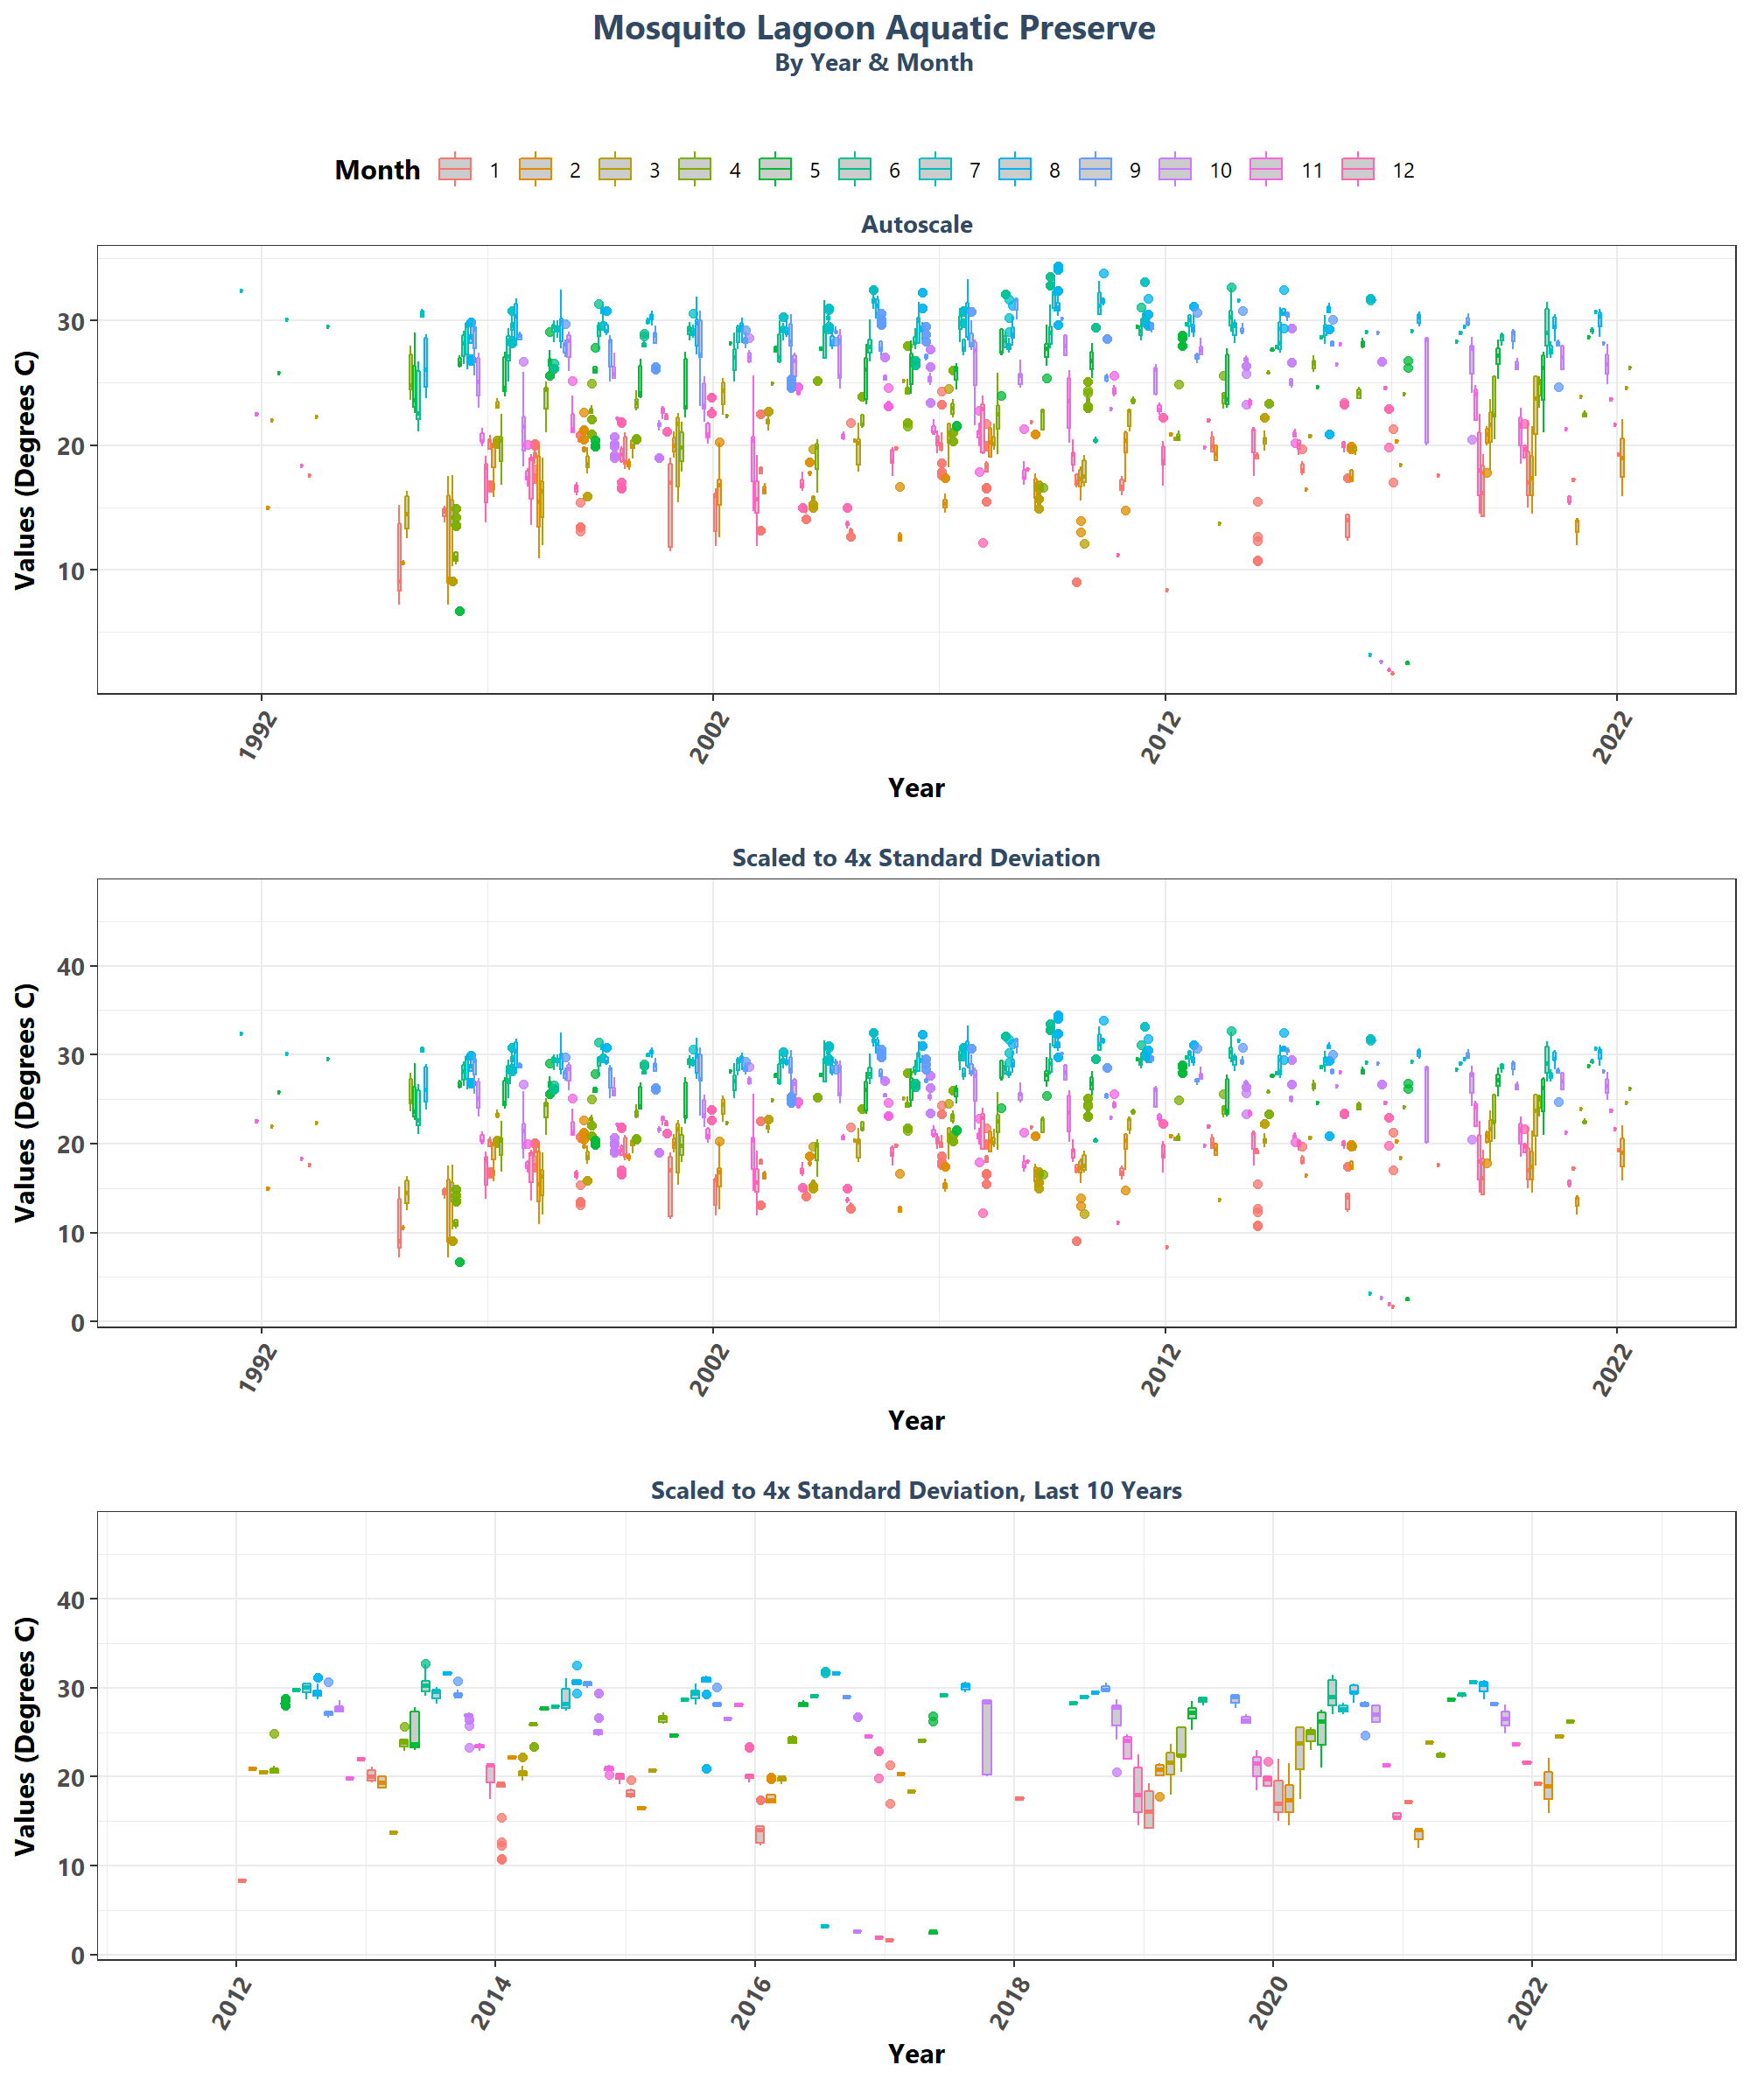 Mosquito Lagoon Aquatic Preserve
By Year & Month
Month 1 2 3 4 5 6 7 8 9 10 11 12
Autoscale
Values (Degrees C)
30
20
10
1992 2002 2012 2022
Year
Scaled to 4x Standard Deviation
Values (Degrees C)
40
30
20
10
0
1992 2002 2012 2022
Year
Scaled to 4x Standard Deviation, Last 10 Years
Values (Degrees C)
40
30
20
10
0
2012 2014 2016 2018 2020 2022
Year